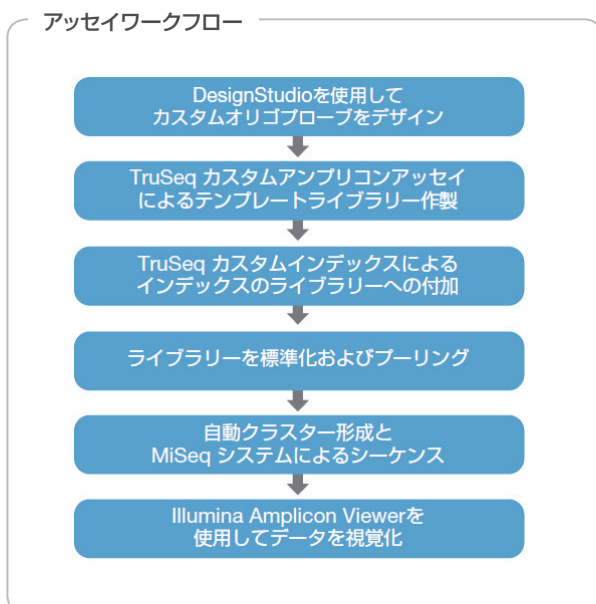 アッセイワークフロー
DesignStudioを使用して
カスタムオリゴプローブをデザイン
TruSeq カスタムアンプリコンアッセイ
によるテンプレートライブラリー作製
TruSeq カスタムインデックスによる
インデックスのライブラリーへの付加
ライブラリーを標準化およびプーリング
自動クラスター形成と
MiSeq システムによるシーケンス
Illumina Amplicon Viewerを
使用してデータを視覚化